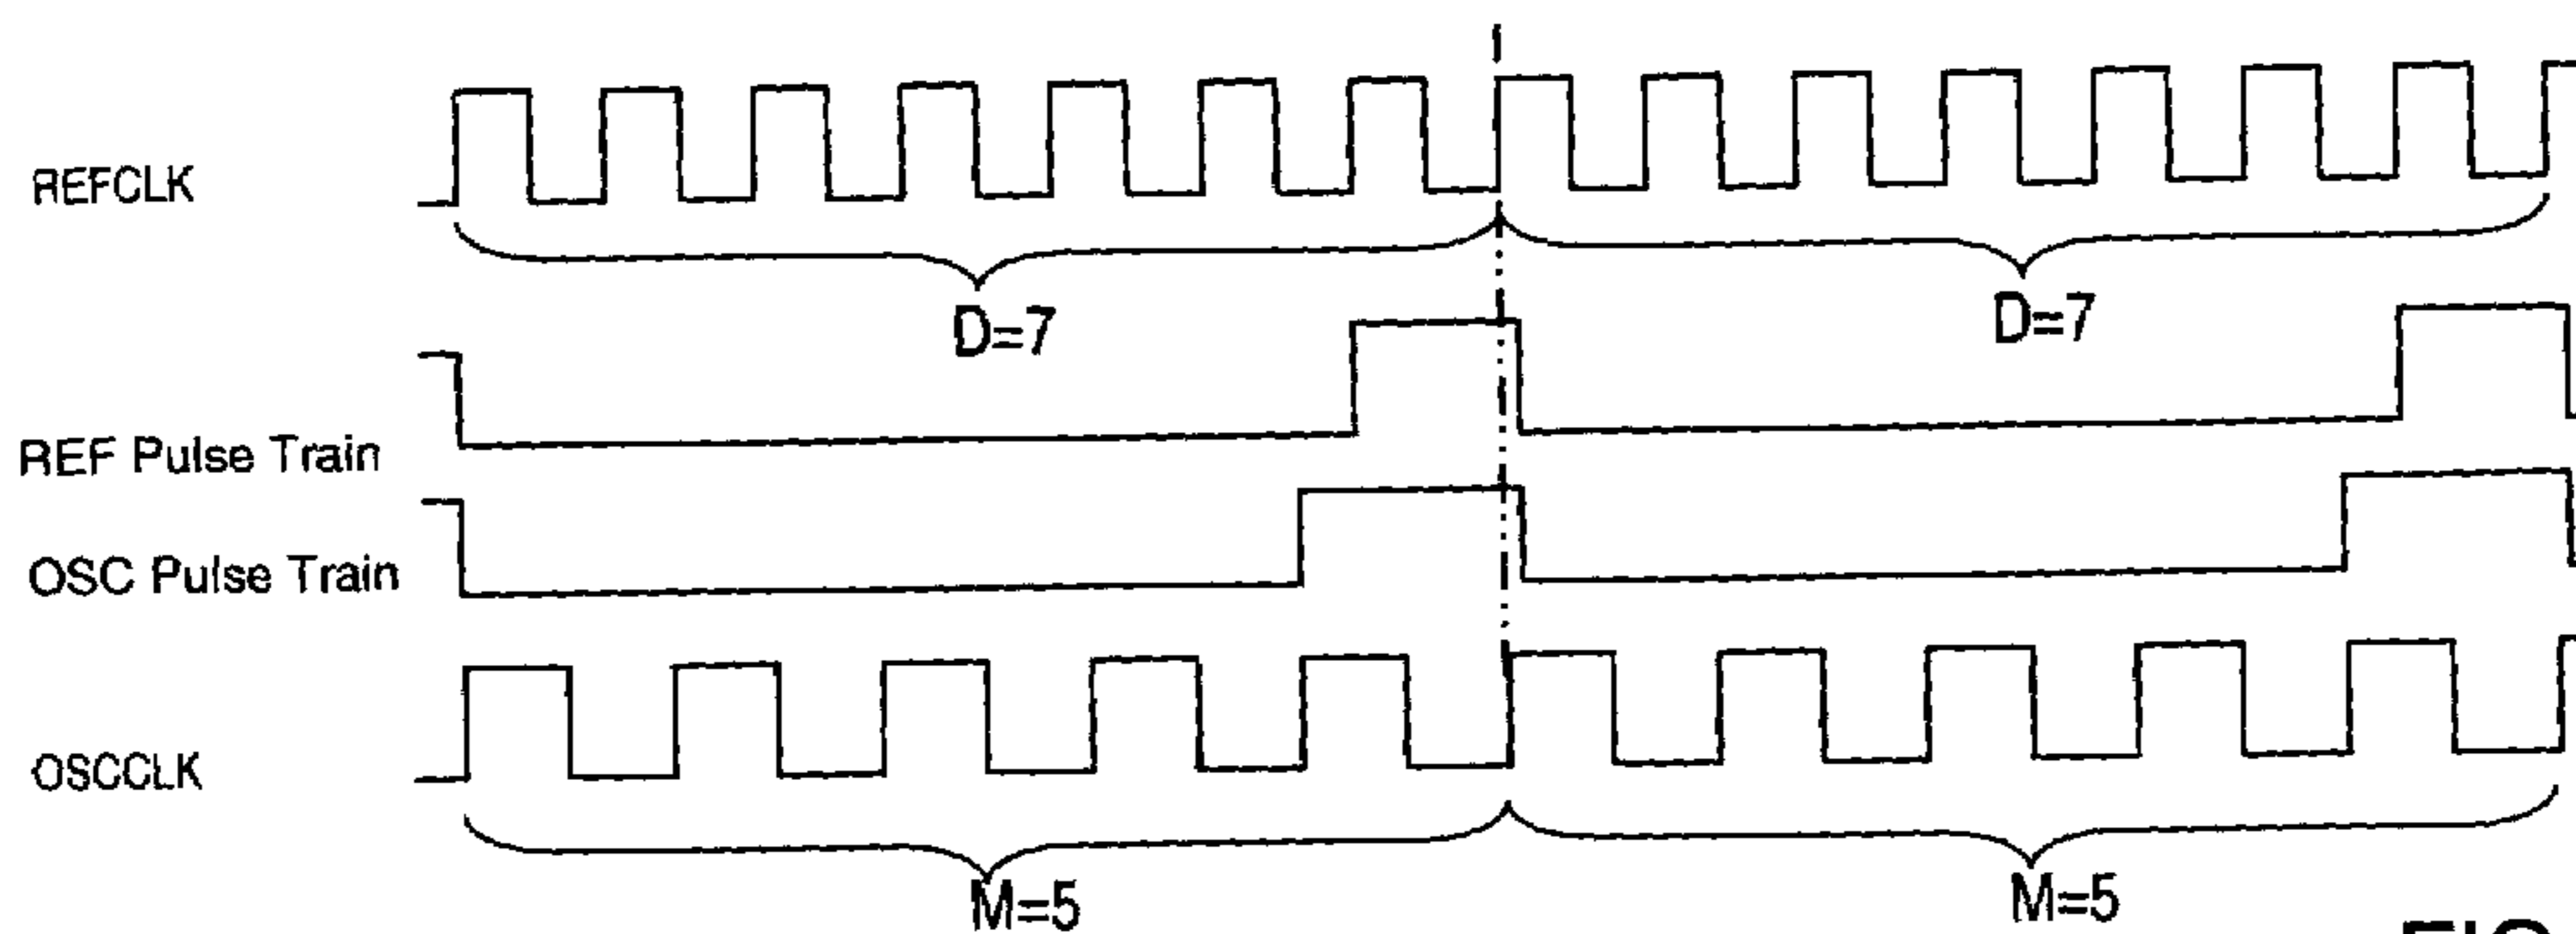 REFCLK
D=7
D=7
REF Pulse Train
OSC Pulse Train
OSCCLK
M=5
M=5